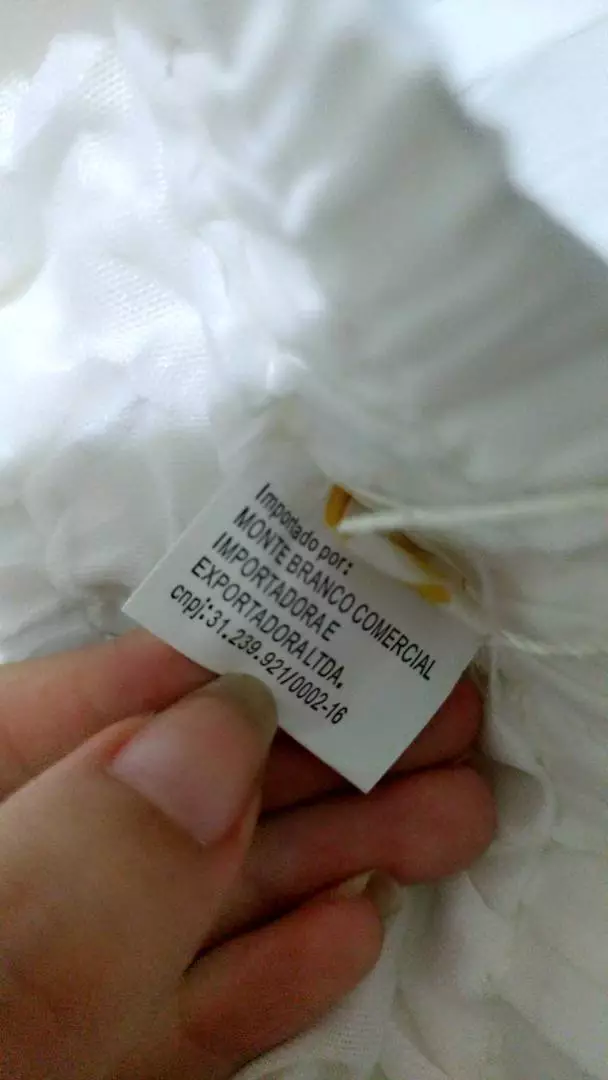 Importado por:
MONTE BRANCO COMERCIAL
IMPORTADORA E
EXPORTADORA LTDA.
cnpj:31.239.921/0002-16